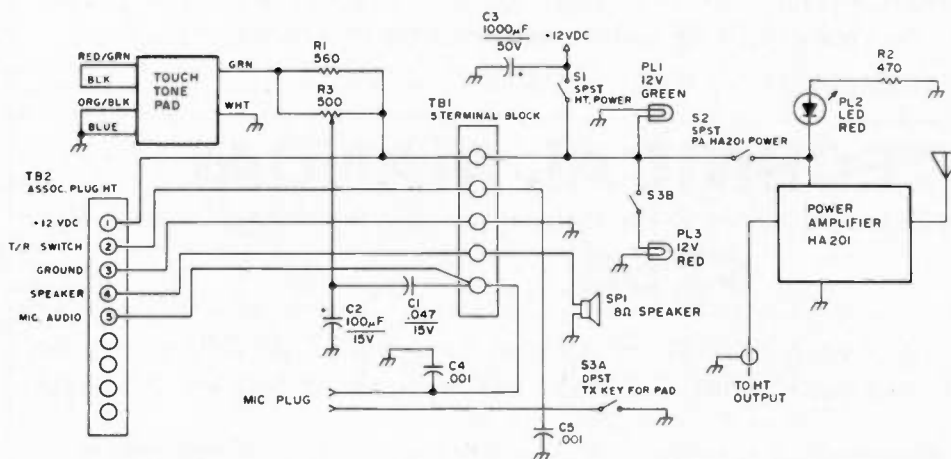 RED/GRN
BLK
ORG/BLK
BLUE
TOUCH
TONE
PAD
GRN
WHT
R1
560
R3
500
C3
1000µF
50V
+12VDC
S1
SPST
HT. POWER
PL1
12V
GREEN
R2
470
PL2
LED
RED
TB1
5 TERMINAL BLOCK
S2
SPST
PA HA201 POWER
TB2
ASSOC. PLUG HT
+12 VDC
1
T/R SWITCH
2
GROUND
3
SPEAKER
4
MIC. AUDIO
5
S3B
PL3
12V
RED
POWER
AMPLIFIER
HA201
C2
100µF
15V
C1
.047
15V
SP1
8Ω SPEAKER
C4
.001
S3A
DPST
TX KEY FOR PAD
MIC PLUG
C5
.001
TO HT
OUTPUT